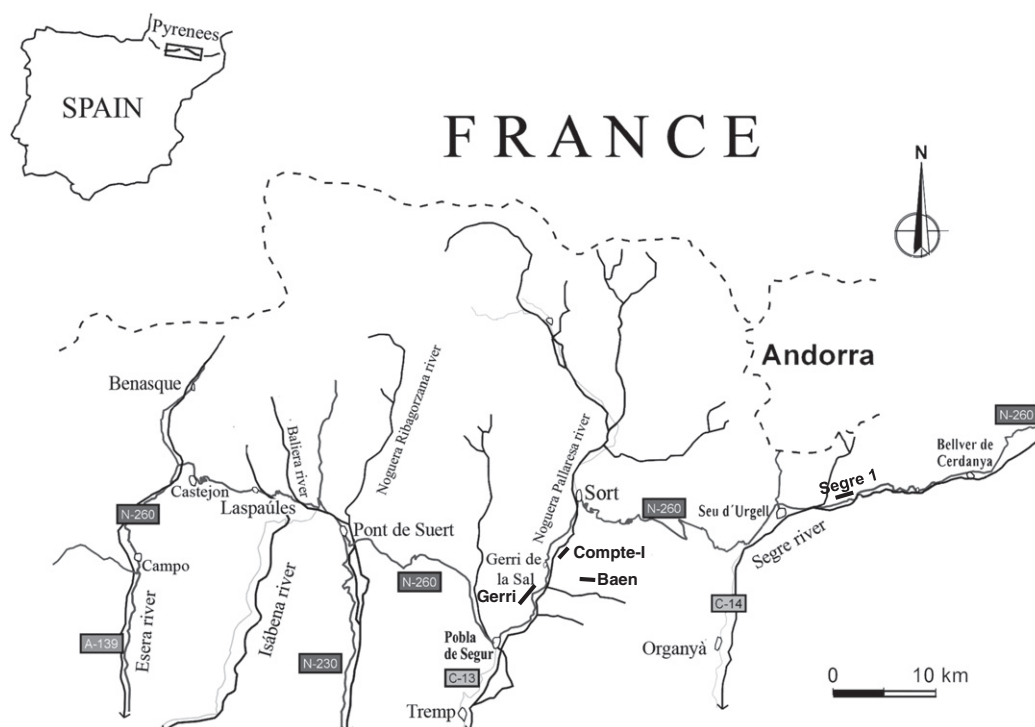 Pyrenees
SPAIN
FRANCE
N
Andorra
Benasque
Baliera river
Noguera Ribagorzana river
Noguera Pallaresa river
N-260
Bellver de
Cerdanya
Castejon
Laspaúles
Sort
Segre 1
Seu d´Urgell
N-260
Pont de Suert
N-260
Segre river
Campo
Gerri de
la Sal
Compte-I
Baen
Gerri
N-260
C-14
Esera river
Isábena river
A-139
N-230
Pobla
de Segur
Organyà
C-13
Tremp
0
10 km